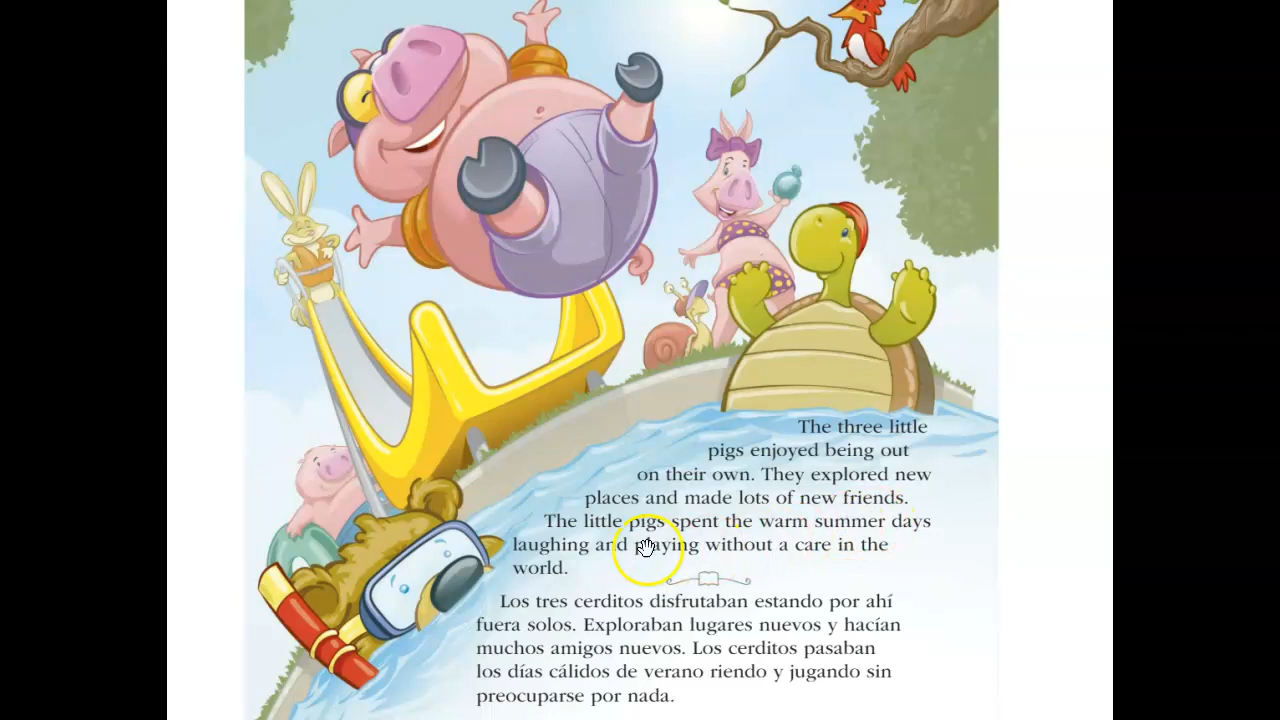 The three little
pigs enjoyed being out
on their own. They explored new
places and made lots of new friends.
The little pigs spent the warm summer days
laughing and playing without a care in the
world.
Los tres cerditos disfrutaban estando por ahí
fuera solos. Exploraban lugares nuevos y hacían
muchos amigos nuevos. Los cerditos pasaban
los días cálidos de verano riendo y jugando sin
preocuparse por nada.